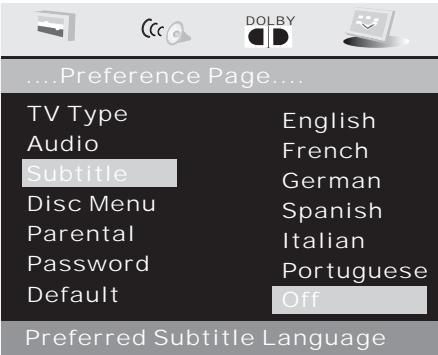 DOLBY
....Preference Page....
TV Type
Audio
Subtitle
Disc Menu
Parental
Password
Default
English
French
German
Spanish
Italian
Portuguese
Off
Preferred Subtitle Language